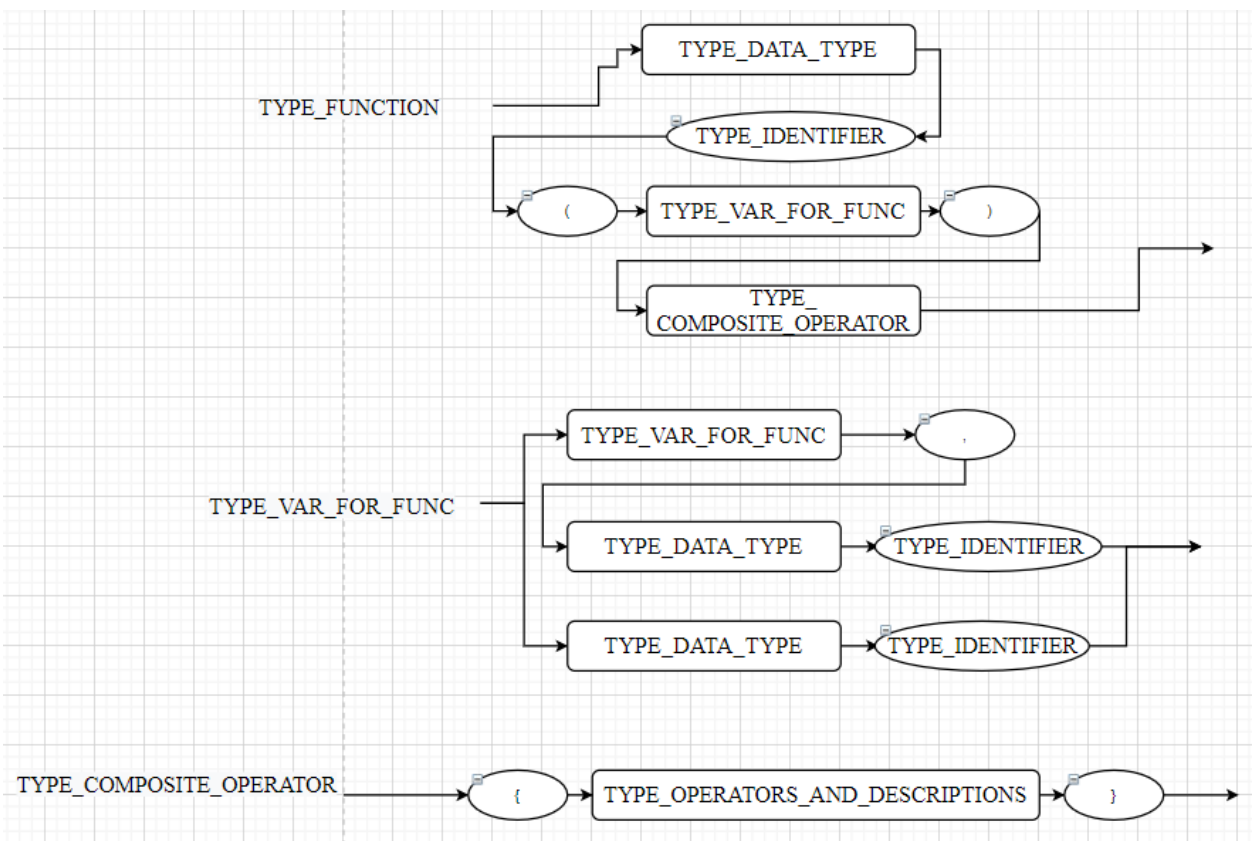 TYPE_DATA_TYPE
TYPE_FUNCTION
TYPE_IDENTIFIER
(
TYPE_VAR_FOR_FUNC
)
TYPE_
COMPOSITE_OPERATOR
TYPE_VAR_FOR_FUNC
,
TYPE_VAR_FOR_FUNC
TYPE_DATA_TYPE
TYPE_IDENTIFIER
TYPE_DATA_TYPE
TYPE_IDENTIFIER
TYPE_COMPOSITE_OPERATOR
{
TYPE_OPERATORS_AND_DESCRIPTIONS
}